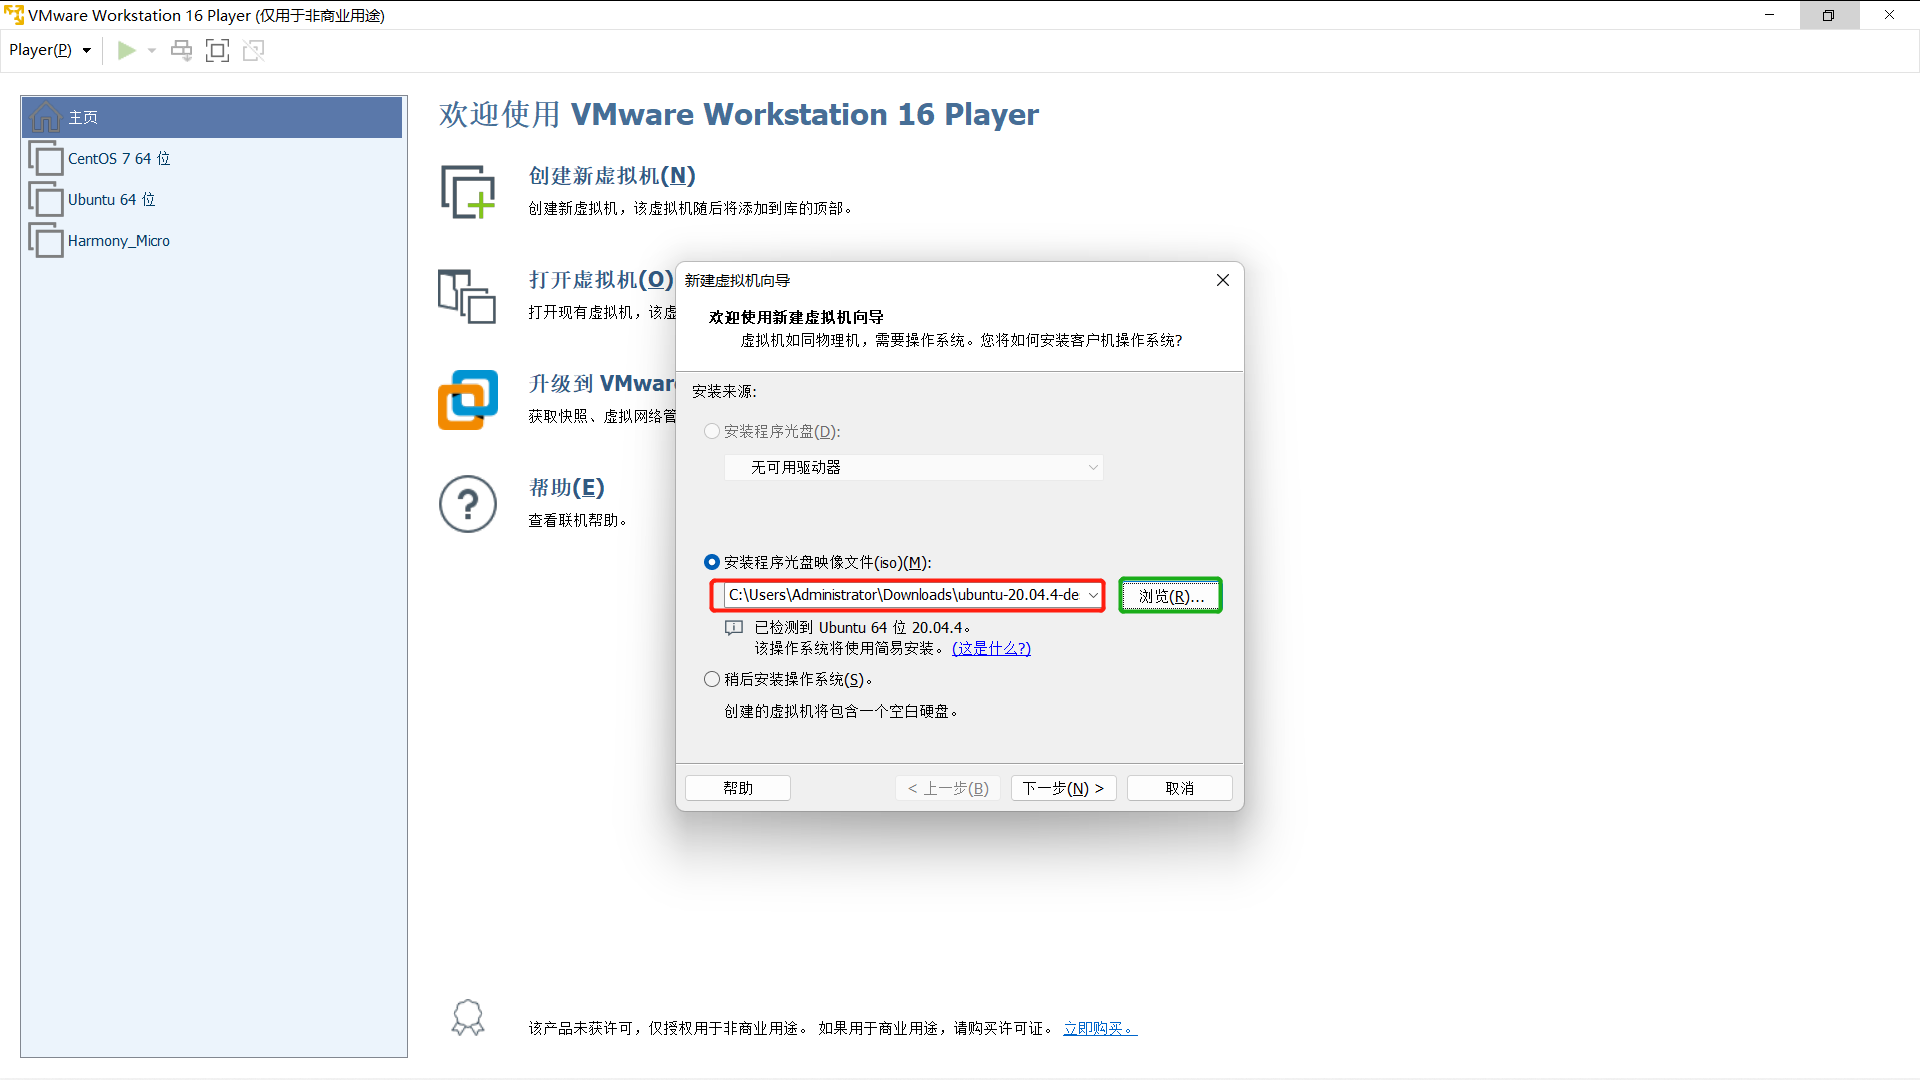 VMware Workstation 16 Player (仅用于非商业用途)
Player(P)
主页
CentOS 7 64 位
Ubuntu 64 位
Harmony_Micro
欢迎使用 VMware Workstation 16 Player
创建新虚拟机(N)
创建新虚拟机，该虚拟机随后将添加到库的顶部。
打开虚拟机(O)
打开现有虚拟机，该虚
升级到 VMwar
获取快照、虚拟网络管
帮助(E)
查看联机帮助。
新建虚拟机向导
欢迎使用新建虚拟机向导
虚拟机如同物理机，需要操作系统。您将如何安装客户机操作系统?
安装来源:
安装程序光盘(D):
无可用驱动器
安装程序光盘映像文件(iso)(M):
C:\Users\Administrator\Downloads\ubuntu-20.04.4-de
浏览(R)...
已检测到 Ubuntu 64 位 20.04.4。
该操作系统将使用简易安装。 (这是什么?)
稍后安装操作系统(S)。
创建的虚拟机将包含一个空白硬盘。
帮助
< 上一步(B)
下一步(N) >
取消
该产品未获许可，仅授权用于非商业用途。 如果用于商业用途，请购买许可证。 立即购买。